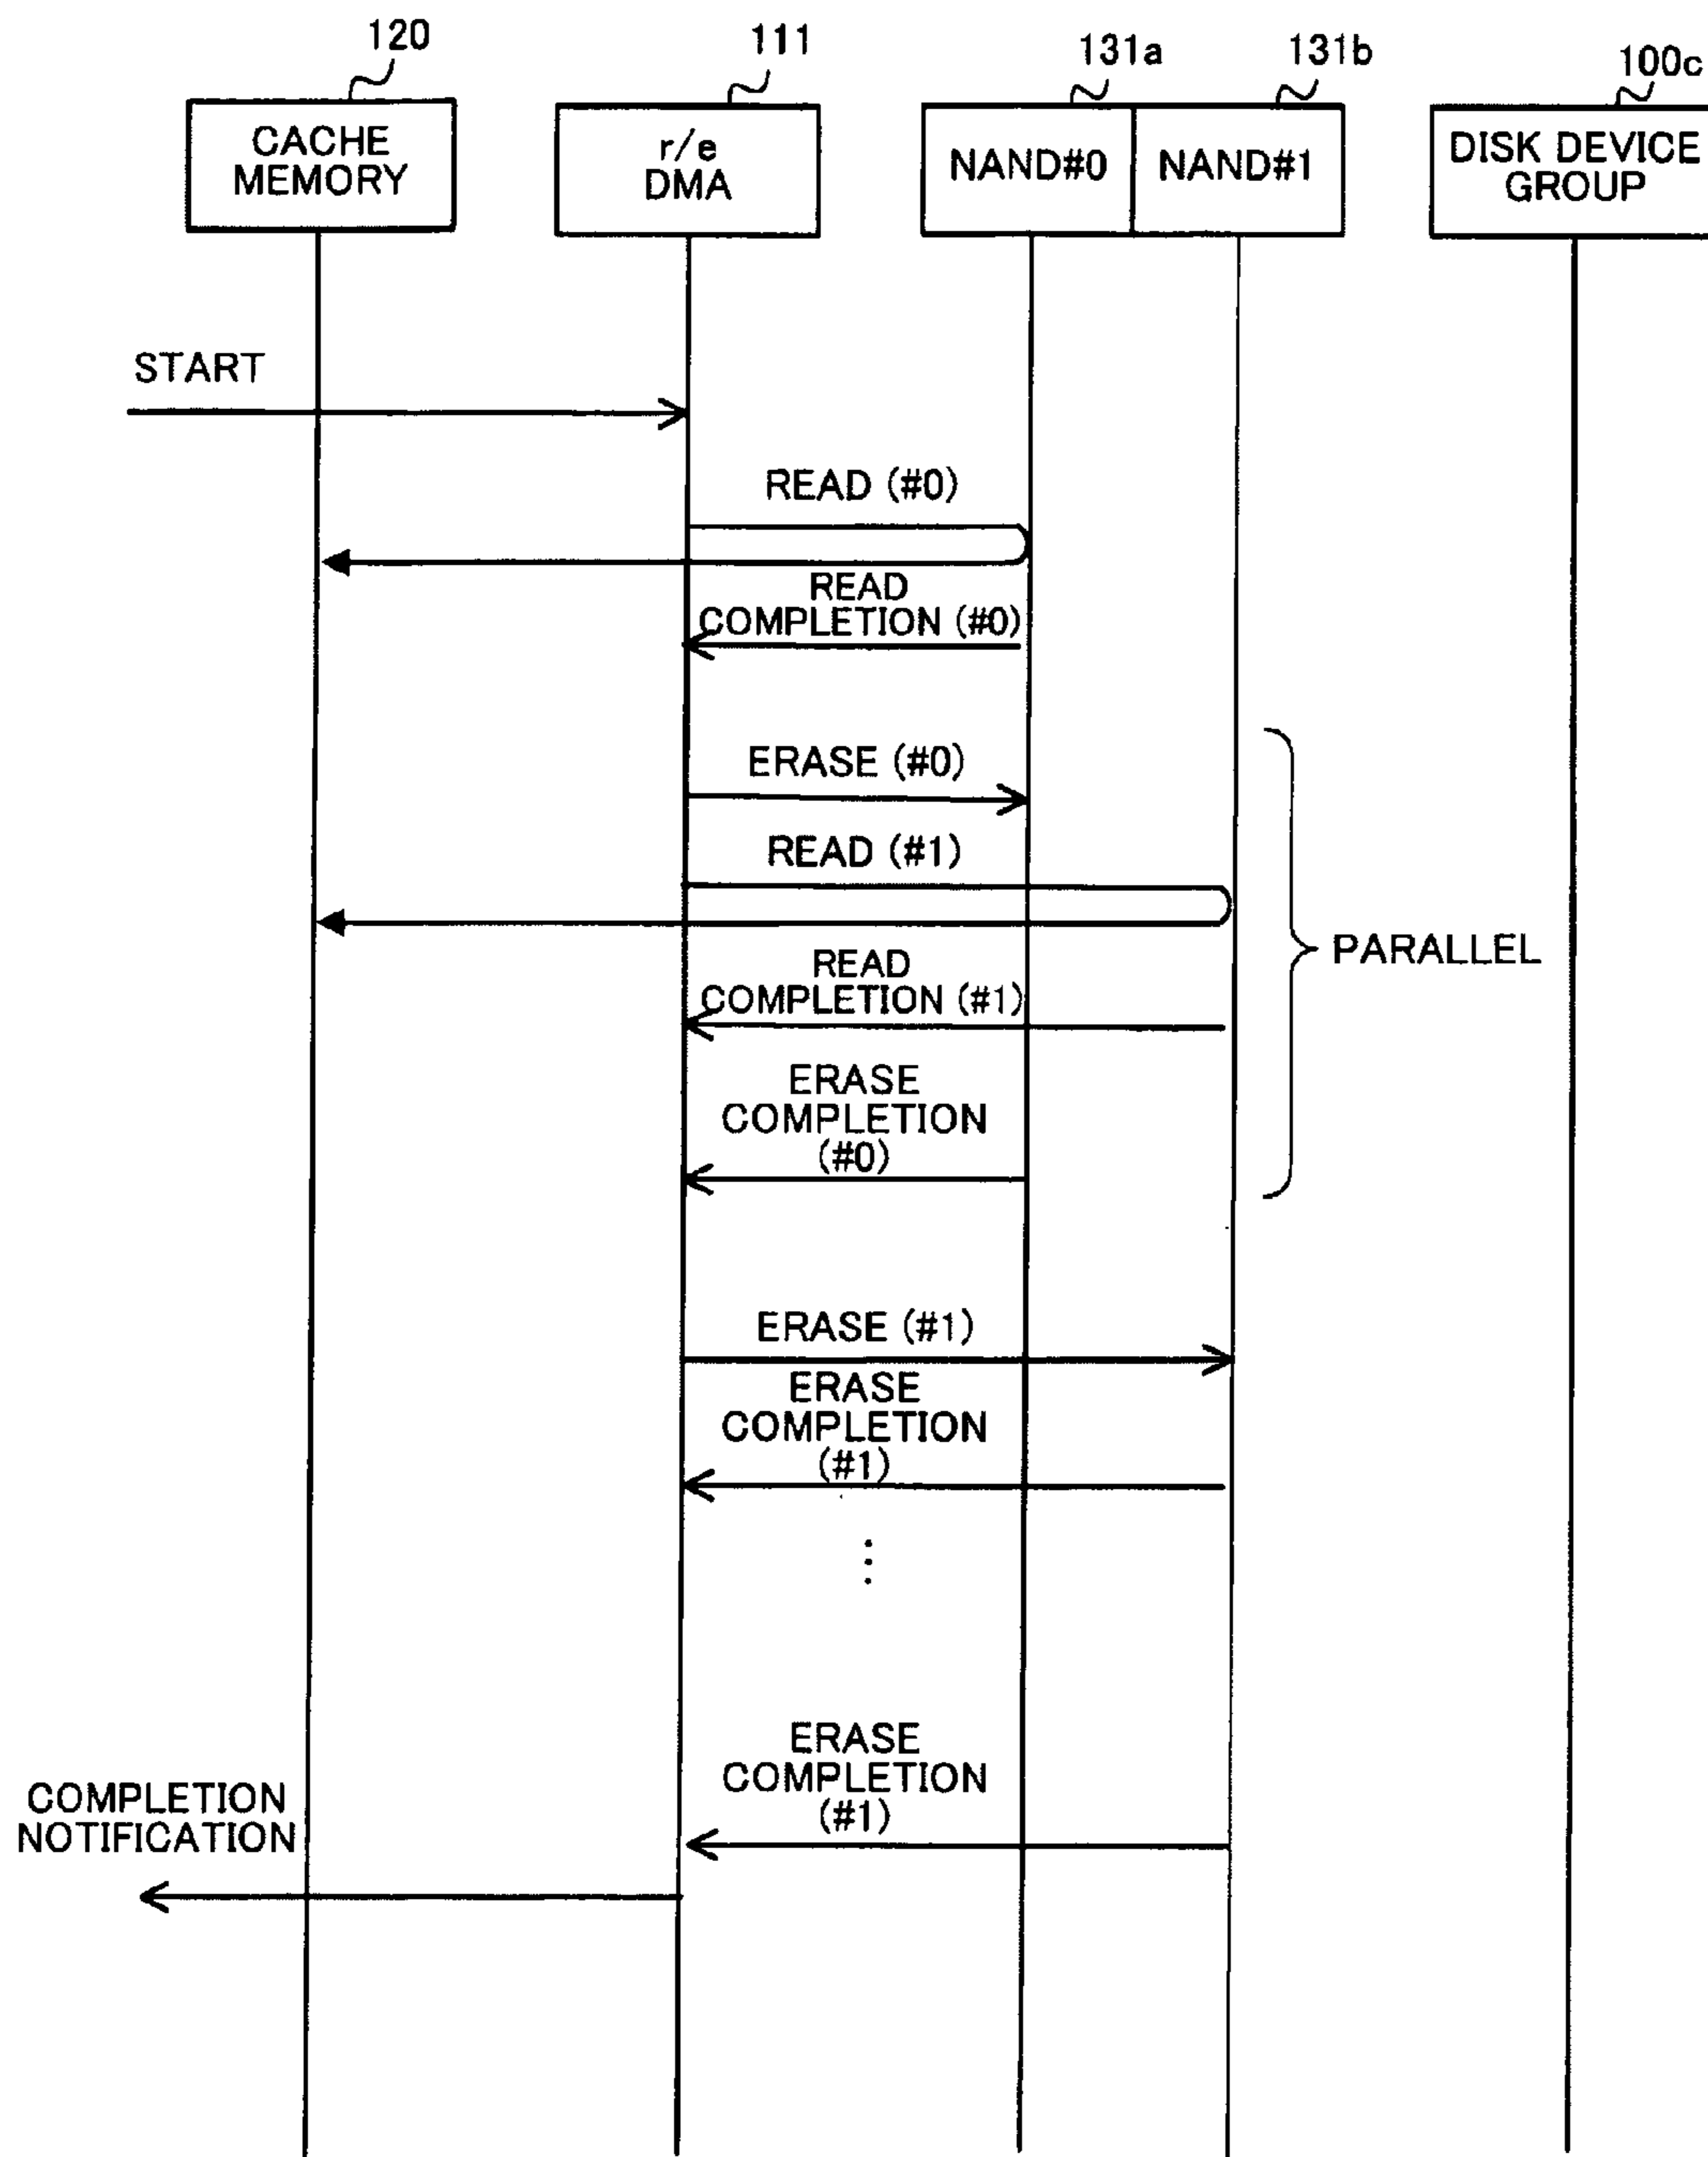 120
111
131a
131b
100c
CACHE
MEMORY
r/e
DMA
NAND#0
NAND#1
DISK DEVICE
GROUP
START
READ (#0)
READ
COMPLETION (#0)
ERASE (#0)
READ (#1)
PARALLEL
READ
COMPLETION (#1)
ERASE
COMPLETION
(#0)
ERASE (#1)
ERASE
COMPLETION
(#1)
⋮
ERASE
COMPLETION
(#1)
COMPLETION
NOTIFICATION